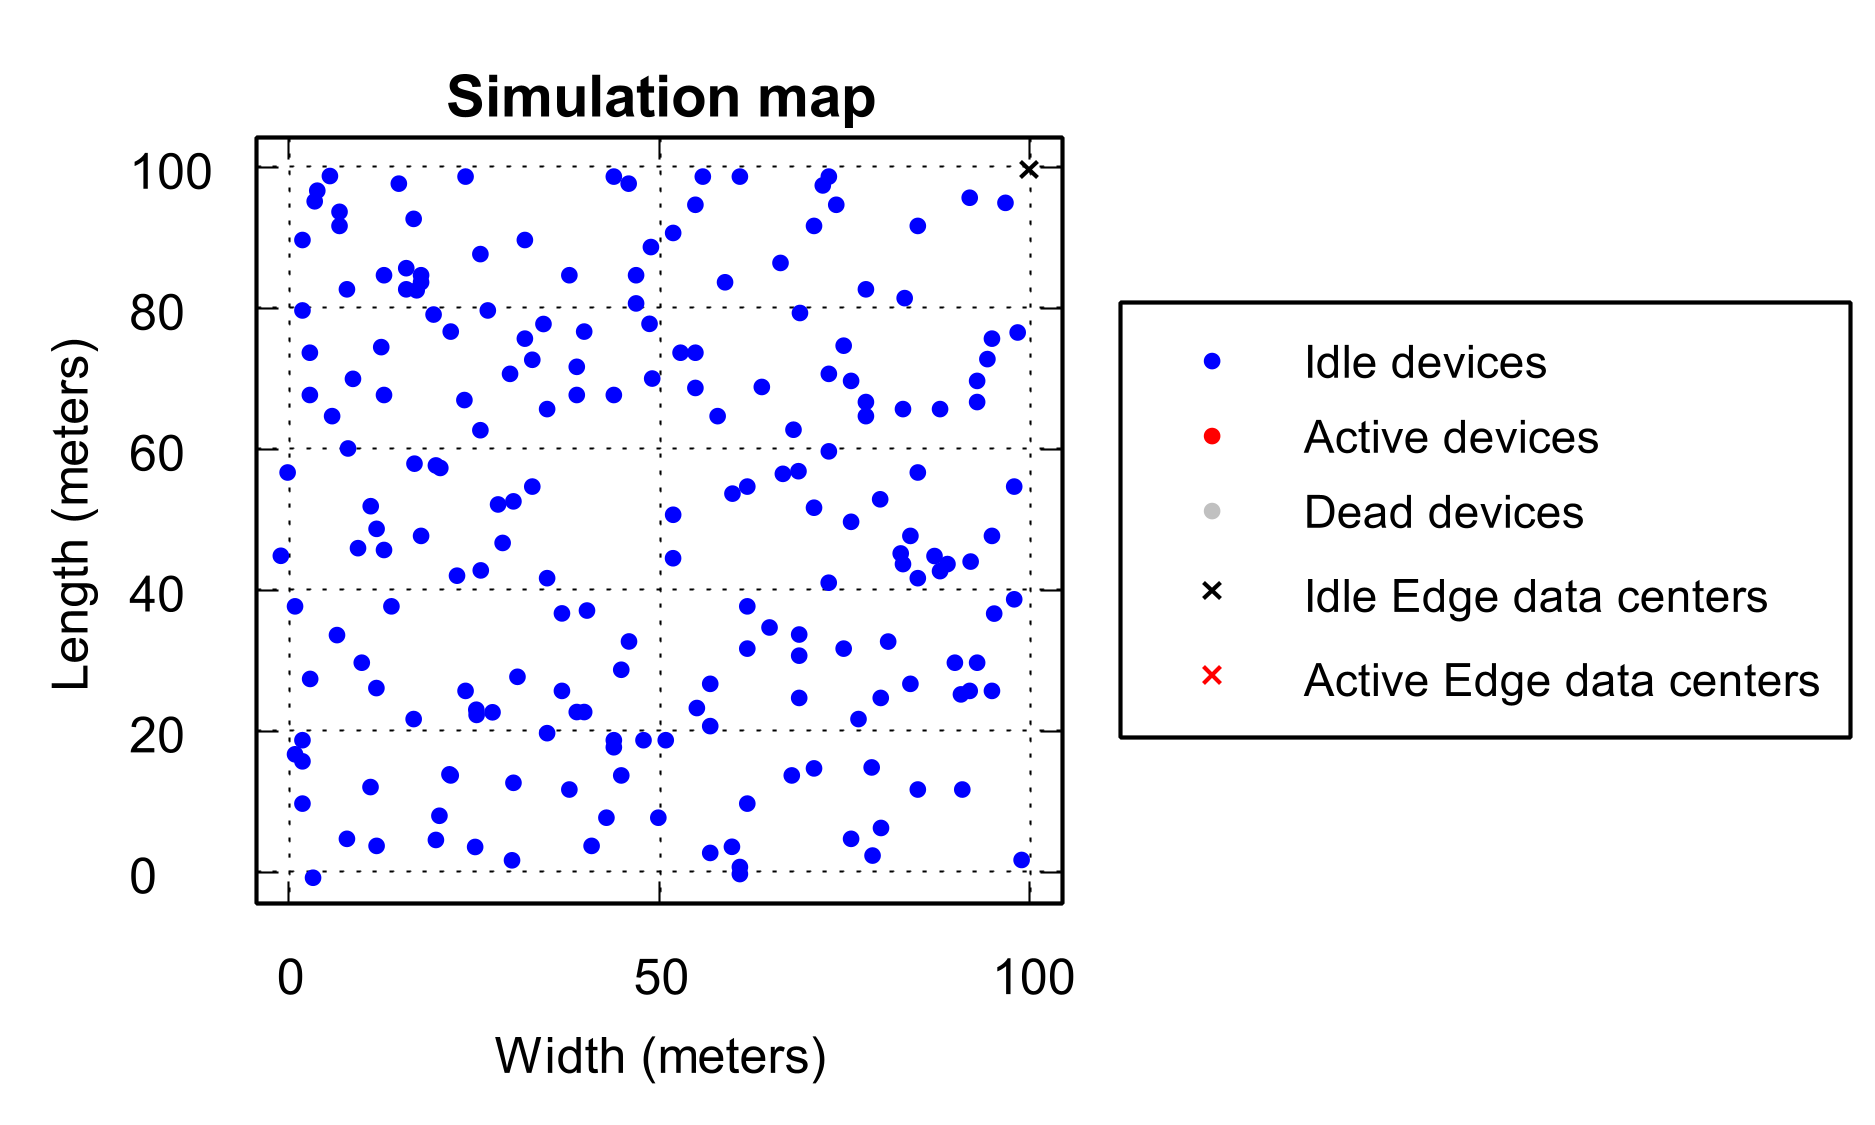 Simulation map
100
80
60
40
20
0
Length (meters)
0 50 100
Width (meters)
Idle devices
Active devices
Dead devices
Idle Edge data centers
Active Edge data centers